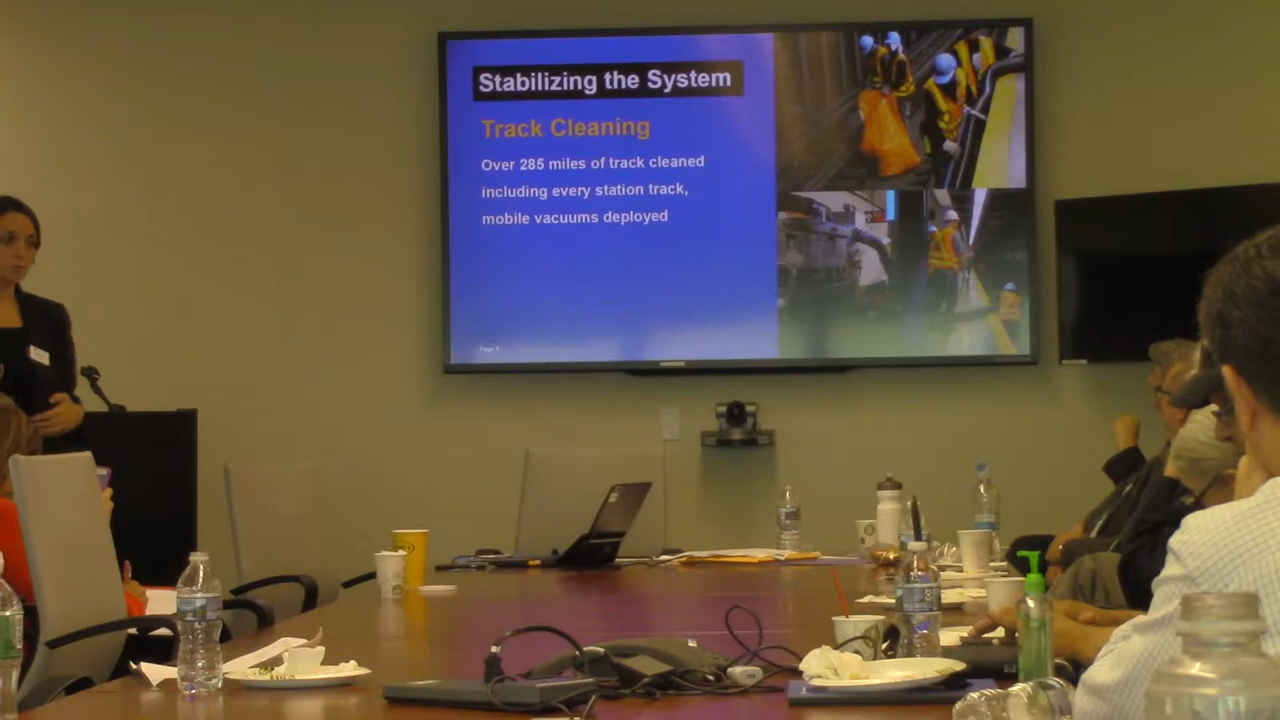 Stabilizing the System
Track Cleaning
Over 285 miles of track cleaned
including every station track,
mobile vacuums deployed